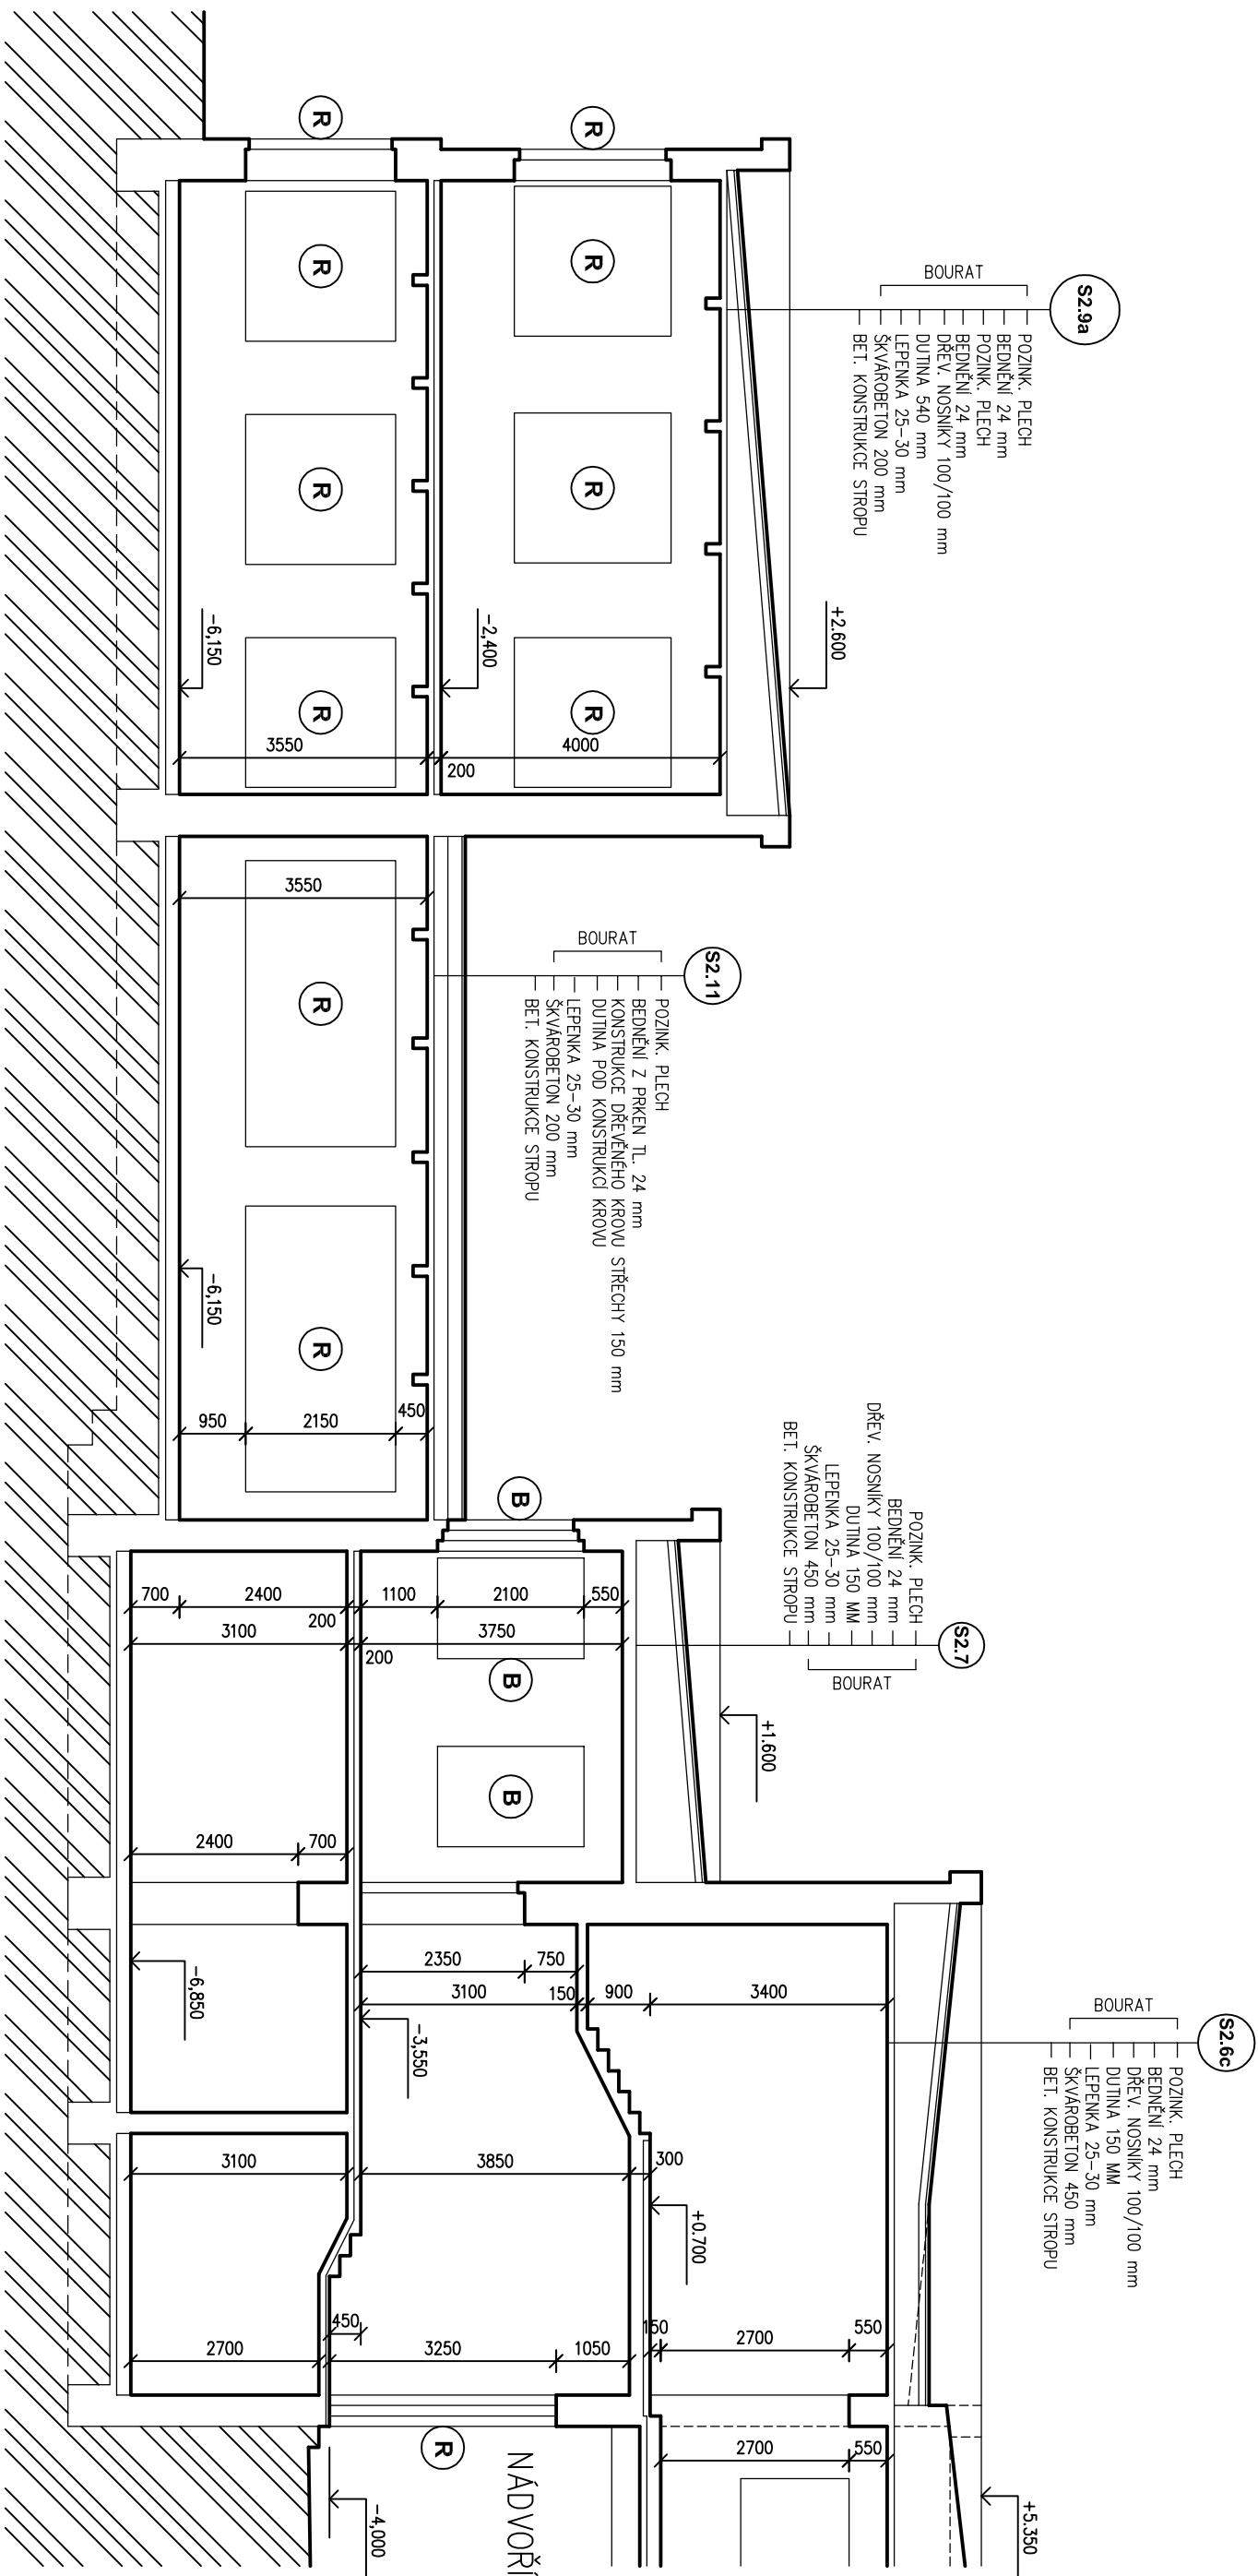 S2.9a
BOURAT
POZINK. PLECH
BEDNĚNÍ 24 mm
POZINK. PLECH
BEDNĚNÍ 24 mm
DŘEV. NOSNÍKY 100/100 mm
DUTINA 540 mm
LEPENKA 25-30 mm
ŠKVÁROBETON 200 mm
BET. KONSTRUKCE STROPU
S2.11
BOURAT
POZINK. PLECH
BEDNĚNÍ Z PRKEN TL. 24 mm
KONSTRUKCE DŘEVĚNÉHO KROVU STŘECHY 150 mm
DUTINA POD KONSTRUKCÍ KROVU
LEPENKA 25-30 mm
ŠKVÁROBETON 200 mm
BET. KONSTRUKCE STROPU
S2.7
BOURAT
POZINK. PLECH
BEDNĚNÍ 24 mm
DŘEV. NOSNÍKY 100/100 mm
DUTINA 150 MM
LEPENKA 25-30 mm
ŠKVÁROBETON 450 mm
BET. KONSTRUKCE STROPU
S2.6c
BOURAT
POZINK. PLECH
BEDNĚNÍ 24 mm
DŘEV. NOSNÍKY 100/100 mm
DUTINA 150 MM
LEPENKA 25-30 mm
ŠKVÁROBETON 450 mm
BET. KONSTRUKCE STROPU
+2.600
+1.600
+5.350
R
R
R
R
-2,400
4000
200
R
R
R
R
-6,150
3550
3550
R
R
-6,150
950
2150
450
B
B
B
550
2100
1100
200
2400
700
3750
200
3100
700
2400
-6,850
3400
900
150
3100
750
2350
-3,550
300
3850
3100
+0.700
550
2700
150
1050
3250
450
2700
550
2700
R
NÁDVOŘÍ
-4,000